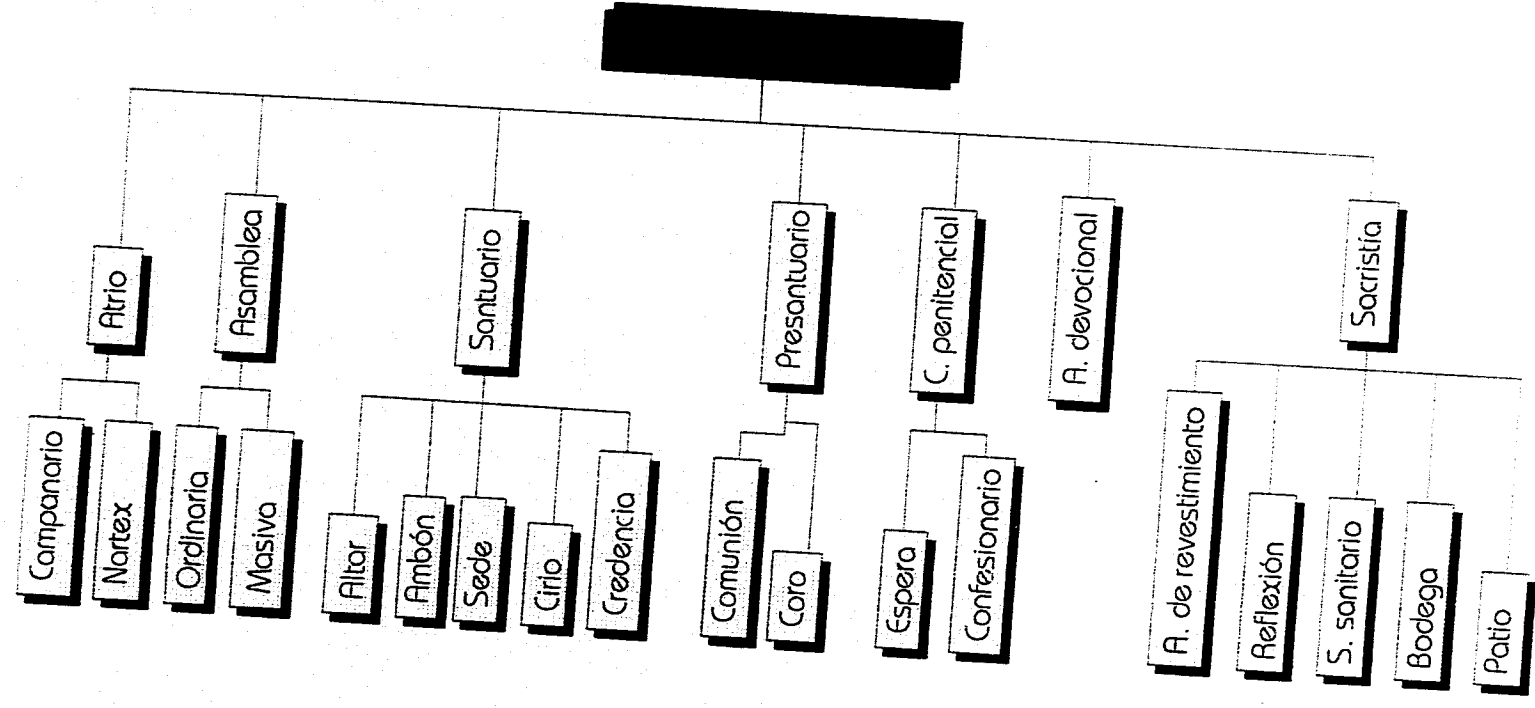 Atrio
Asamblea
Santuario
Presantuario
C. penitencial
A. devocional
Sacristía
Campanario
Nartex
Ordinaria
Masiva
Altar
Ambón
Sede
Cirio
Credencia
Comunión
Coro
Espera
Confesionario
A. de revestimiento
Reflexión
S. sanitario
Bodega
Patio